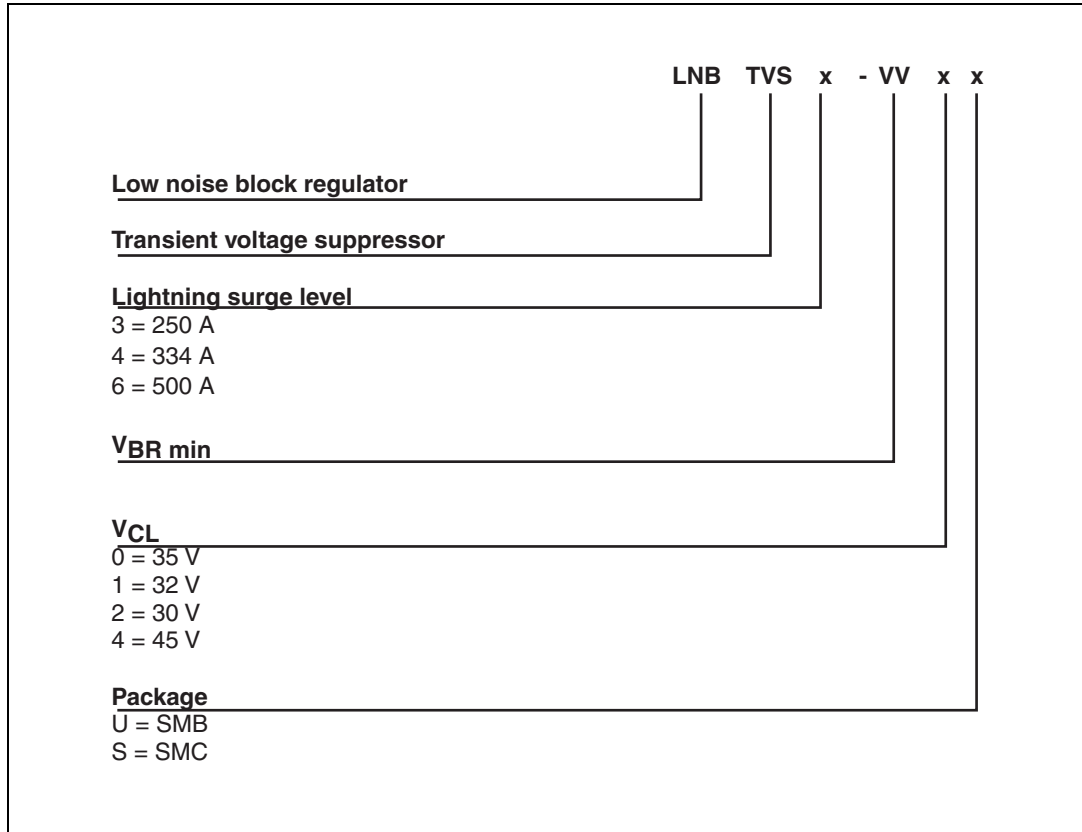 LNB TVS x - VV x x
Low noise block regulator
Transient voltage suppressor
Lightning surge level
3 = 250 A
4 = 334 A
6 = 500 A
VBR min
VCL
0 = 35 V
1 = 32 V
2 = 30 V
4 = 45 V
Package
U = SMB
S = SMC